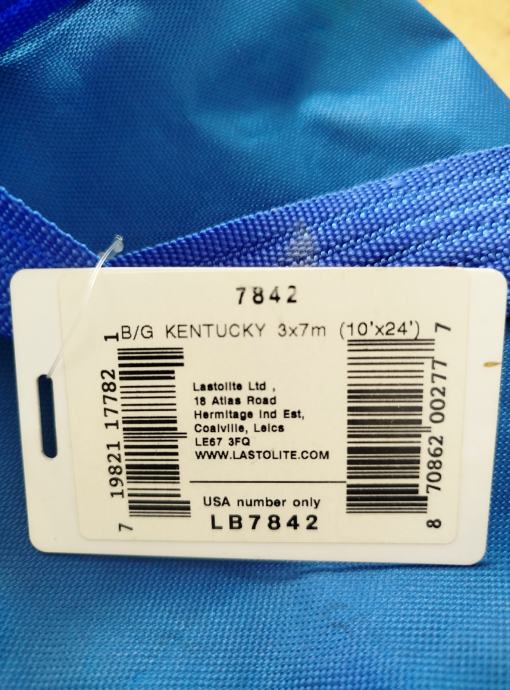 7842
B/G KENTUCKY 3x7m (10'x24')
7 19821 17782 1
Lastolite Ltd ,
18 Atlas Road
Hermitage Ind Est,
Coalville, Leics
LE67 3FQ
WWW.LASTOLITE.COM
USA number only
LB7842
8 70862 00277 7